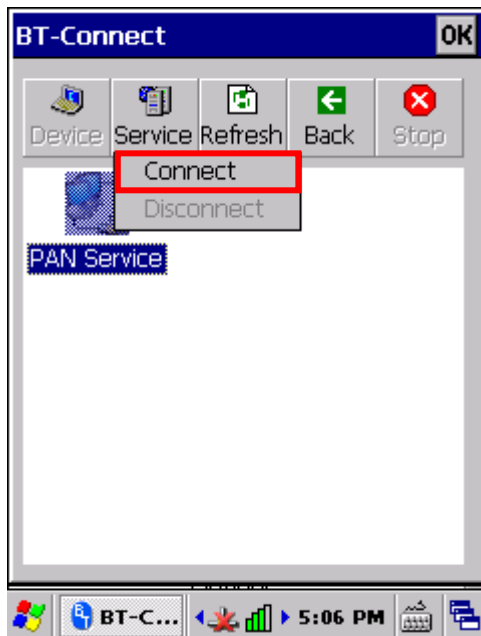 BT-Connect OK
Device Service Refresh Back Stop
Connect
Disconnect
PAN Service
BT-C... 5:06 PM